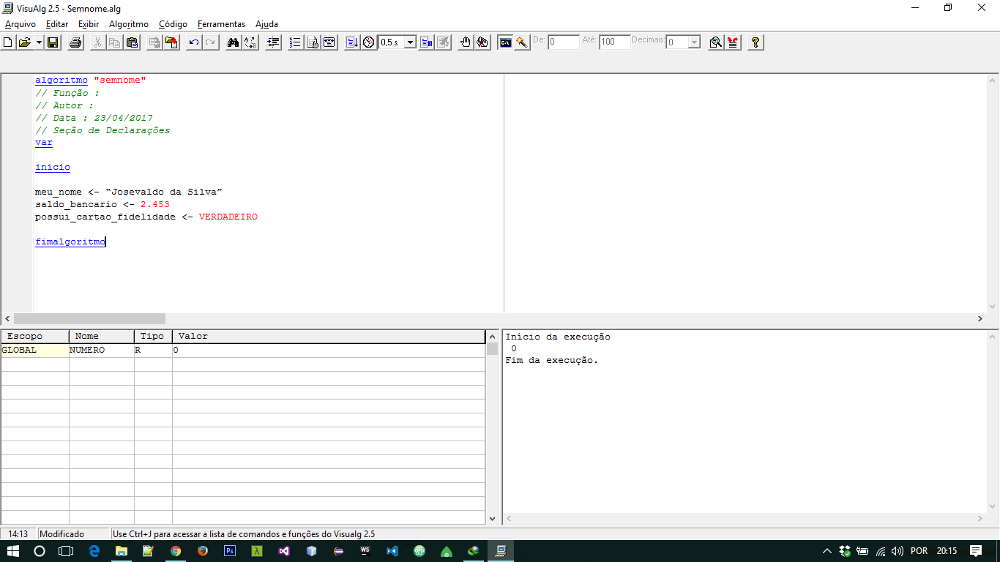 VisuAlg 2.5 - Semnome.alg
Arquivo Editar Exibir Algoritmo Código Ferramentas Ajuda
0,5 s De: 0 Até: 100 Decimais: 0
algoritmo "semnome"
// Função :
// Autor :
// Data : 23/04/2017
// Seção de Declarações
var
inicio
meu_nome <- “Josevaldo da Silva”
saldo_bancario <- 2.453
possui_cartao_fidelidade <- VERDADEIRO
fimalgoritmo
Escopo Nome Tipo Valor
GLOBAL NUMERO R 0
Início da execução
0
Fim da execução.
14:13 Modificado Use Ctrl+J para acessar a lista de comandos e funções do Visualg 2.5
Ps WS POR 20:15